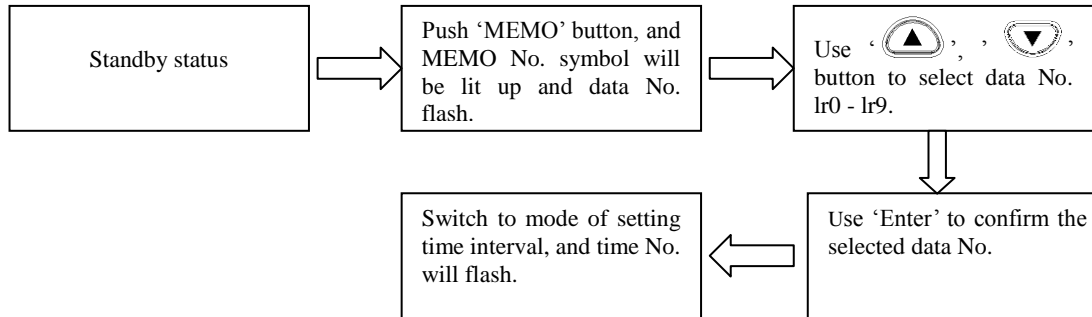 Standby status
Push ‘MEMO’ button, and
MEMO No. symbol will
be lit up and data No.
flash.
Use ‘▲’, ’▼’,
button to select data No.
lr0 - lr9.
Use ‘Enter’ to confirm the
selected data No.
Switch to mode of setting
time interval, and time No.
will flash.